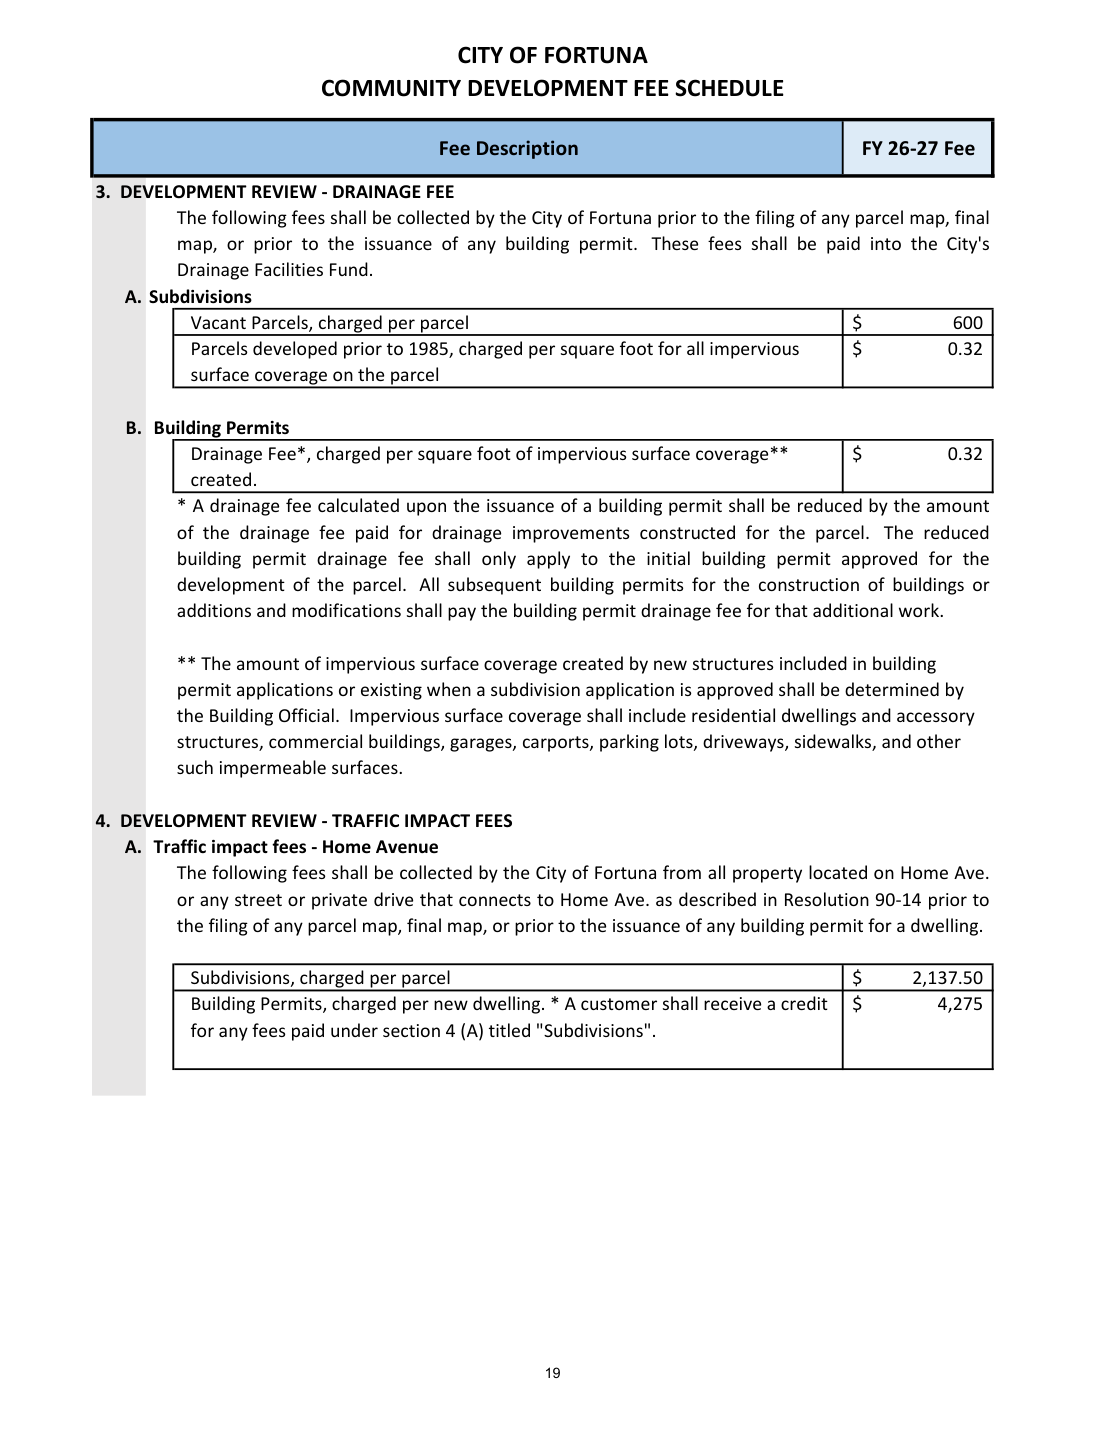 CITY OF FORTUNA
COMMUNITY DEVELOPMENT FEE SCHEDULE
Fee Description FY 26-27 Fee
3. DEVELOPMENT REVIEW - DRAINAGE FEE
The following fees shall be collected by the City of Fortuna prior to the filing of any parcel map, final
map, or prior to the issuance of any building permit. These fees shall be paid into the City's
Drainage Facilities Fund.
A. Subdivisions
Vacant Parcels, charged per parcel $ 600
Parcels developed prior to 1985, charged per square foot for all impervious $ 0.32
surface coverage on the parcel
B. Building Permits
Drainage Fee*, charged per square foot of impervious surface coverage** $ 0.32
created.
* A drainage fee calculated upon the issuance of a building permit shall be reduced by the amount
of the drainage fee paid for drainage improvements constructed for the parcel. The reduced
building permit drainage fee shall only apply to the initial building permit approved for the
development of the parcel. All subsequent building permits for the construction of buildings or
additions and modifications shall pay the building permit drainage fee for that additional work.
** The amount of impervious surface coverage created by new structures included in building
permit applications or existing when a subdivision application is approved shall be determined by
the Building Official. Impervious surface coverage shall include residential dwellings and accessory
structures, commercial buildings, garages, carports, parking lots, driveways, sidewalks, and other
such impermeable surfaces.
4. DEVELOPMENT REVIEW - TRAFFIC IMPACT FEES
A. Traffic impact fees - Home Avenue
The following fees shall be collected by the City of Fortuna from all property located on Home Ave.
or any street or private drive that connects to Home Ave. as described in Resolution 90-14 prior to
the filing of any parcel map, final map, or prior to the issuance of any building permit for a dwelling.
Subdivisions, charged per parcel $ 2,137.50
Building Permits, charged per new dwelling. * A customer shall receive a credit $ 4,275
for any fees paid under section 4 (A) titled "Subdivisions".
19